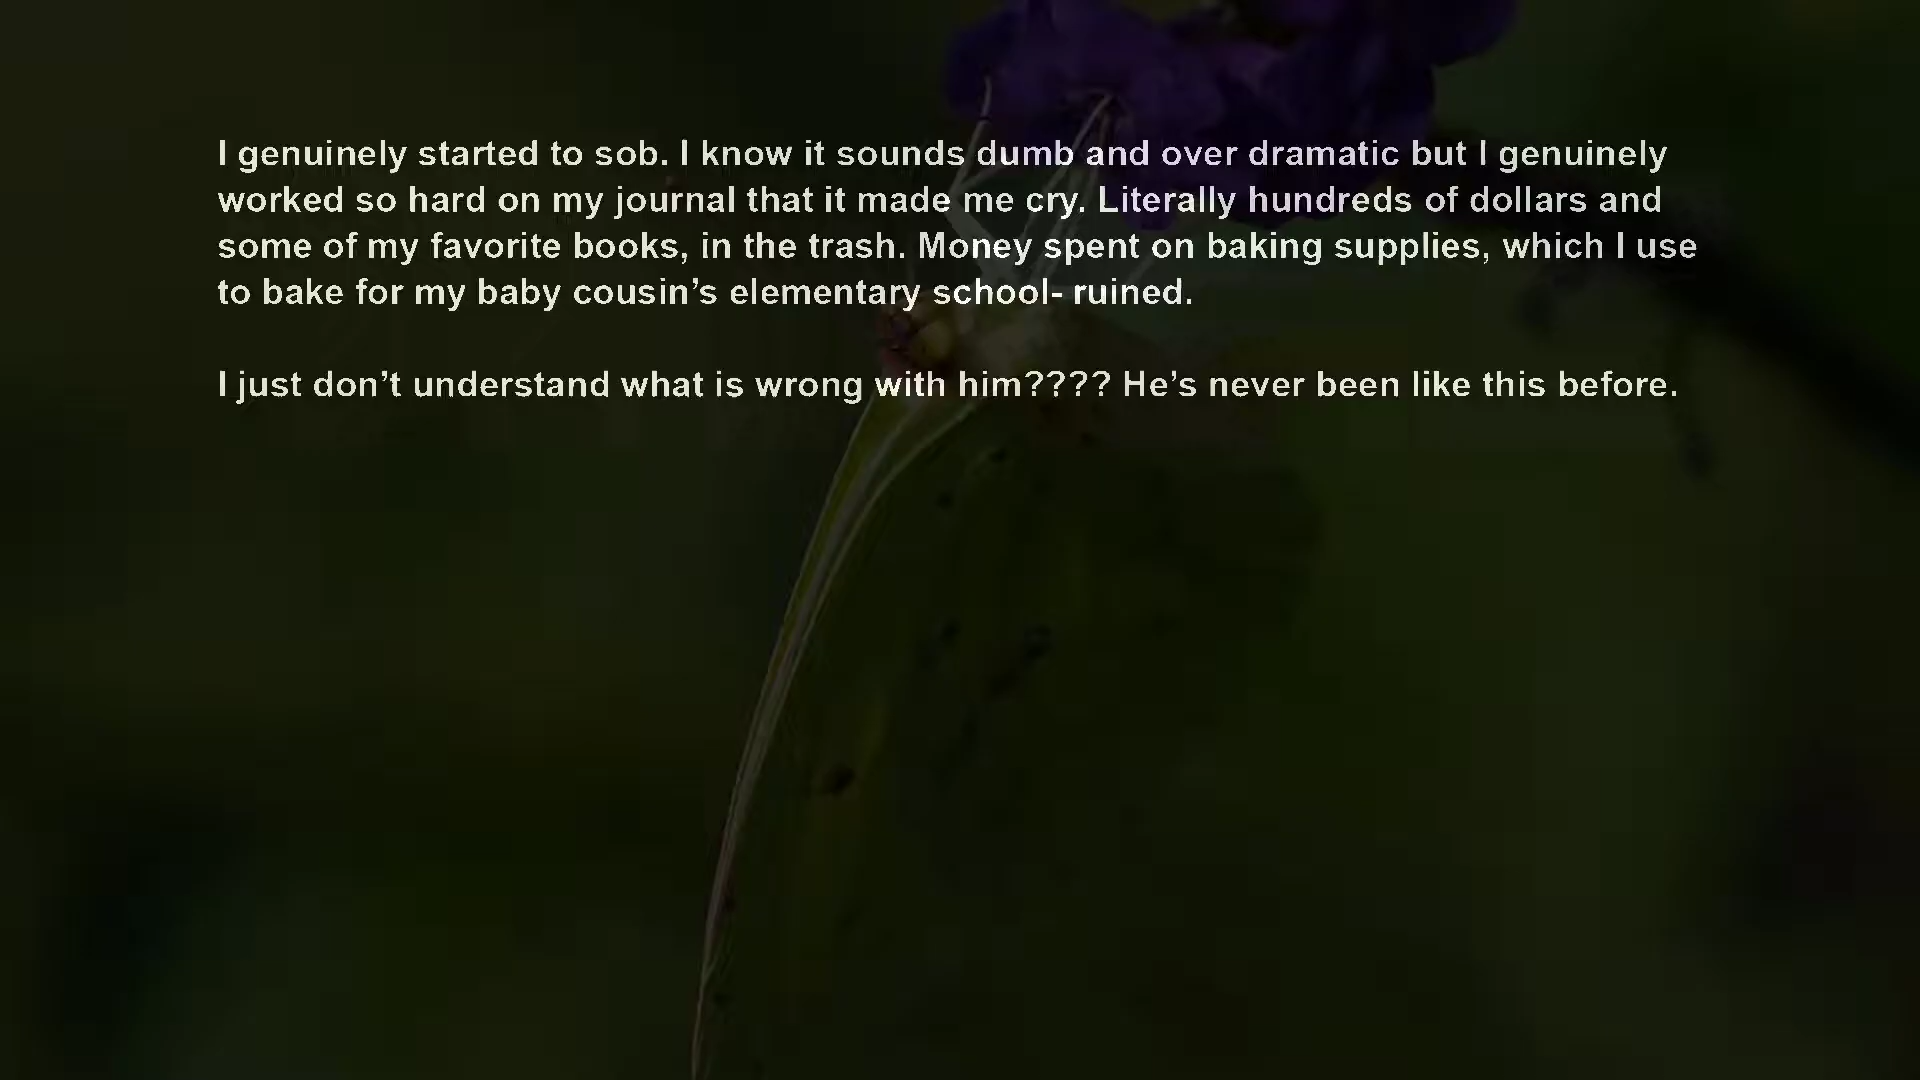 I genuinely started to sob. I know it sounds dumb and over dramatic but I genuinely
worked so hard on my journal that it made me cry. Literally hundreds of dollars and
some of my favorite books, in the trash. Money spent on baking supplies, which I use
to bake for my baby cousin’s elementary school- ruined.
I just don’t understand what is wrong with him???? He’s never been like this before.